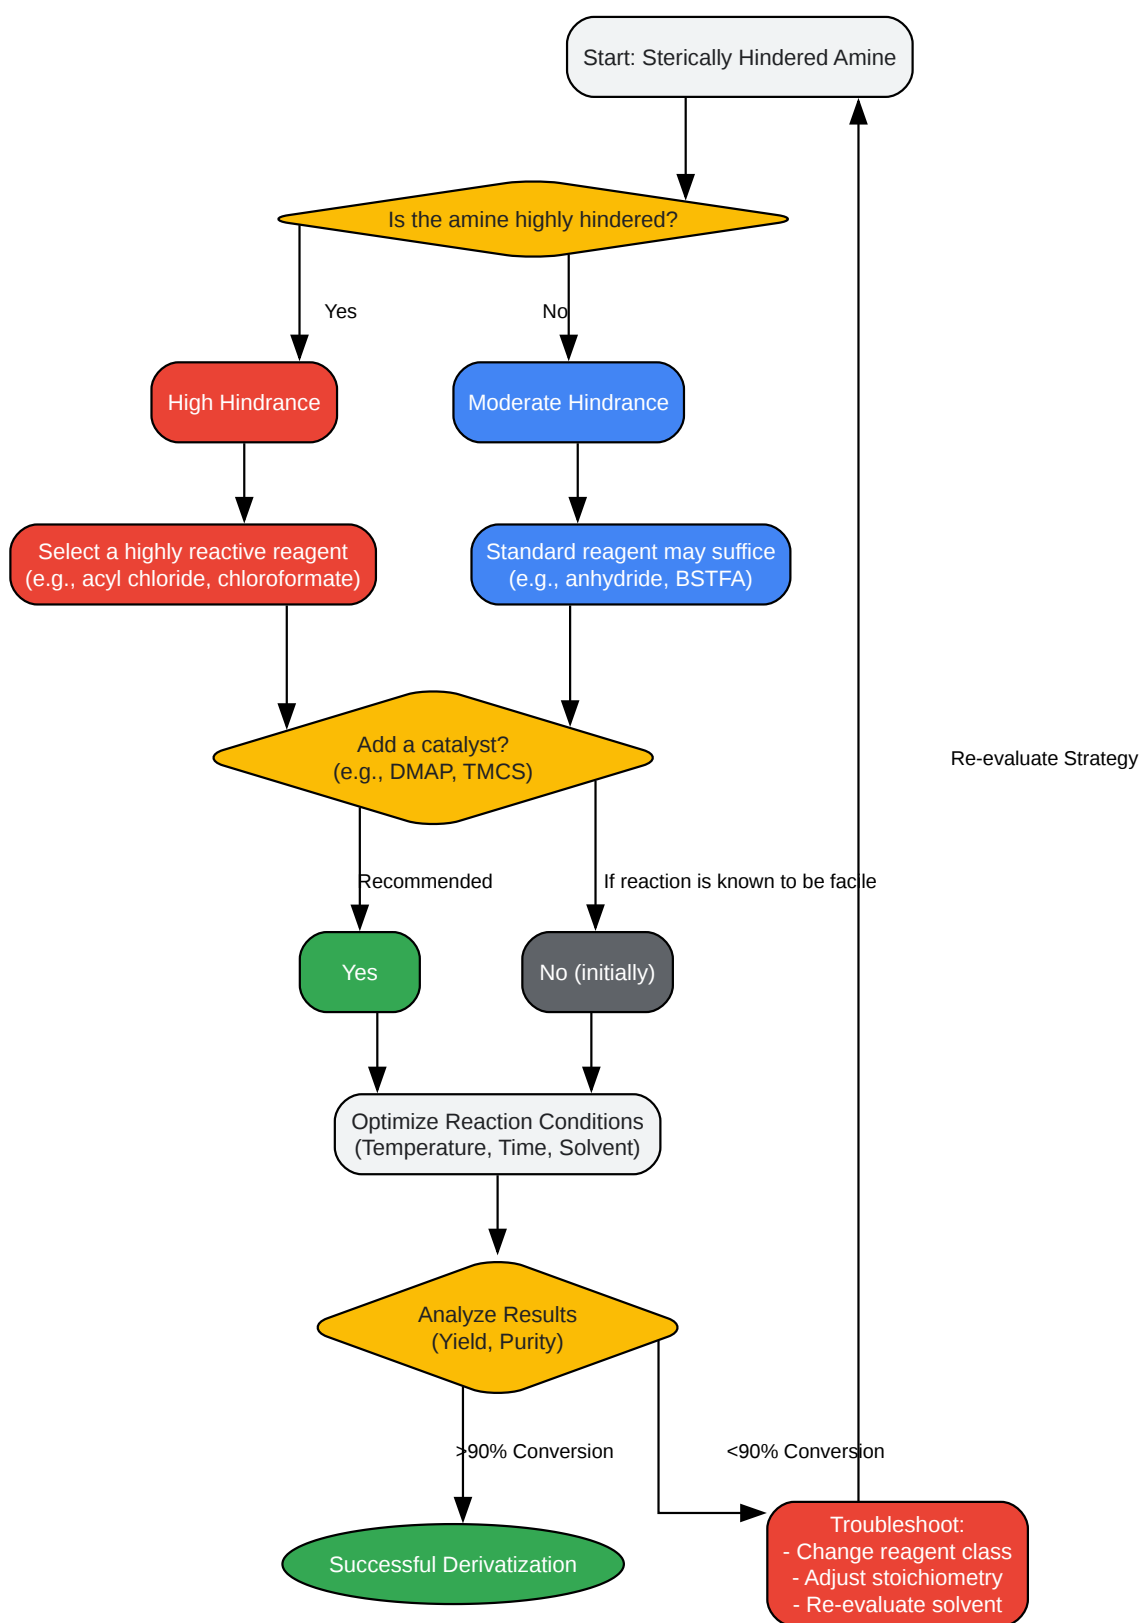 Start: Sterically Hindered Amine
Is the amine highly hindered?
Yes
No
High Hindrance
Moderate Hindrance
Select a highly reactive reagent
(e.g., acyl chloride, chloroformate)
Standard reagent may suffice
(e.g., anhydride, BSTFA)
Add a catalyst?
(e.g., DMAP, TMCS)
Re-evaluate Strategy
Recommended
If reaction is known to be facile
Yes
No (initially)
Optimize Reaction Conditions
(Temperature, Time, Solvent)
Analyze Results
(Yield, Purity)
>90% Conversion
<90% Conversion
Successful Derivatization
Troubleshoot:
- Change reagent class
- Adjust stoichiometry
- Re-evaluate solvent